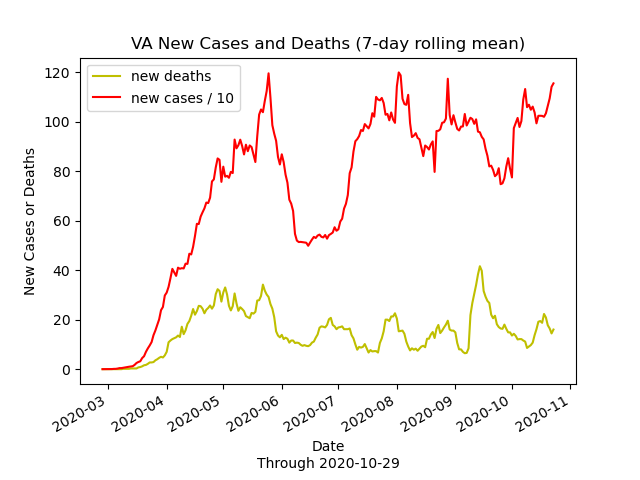 VA New Cases and Deaths (7-day rolling mean)
new deaths
new cases / 10
120
100
80
60
40
20
0
New Cases or Deaths
2020-03
2020-04
2020-05
2020-06
2020-07
2020-08
2020-09
2020-10
2020-11
Date
Through 2020-10-29